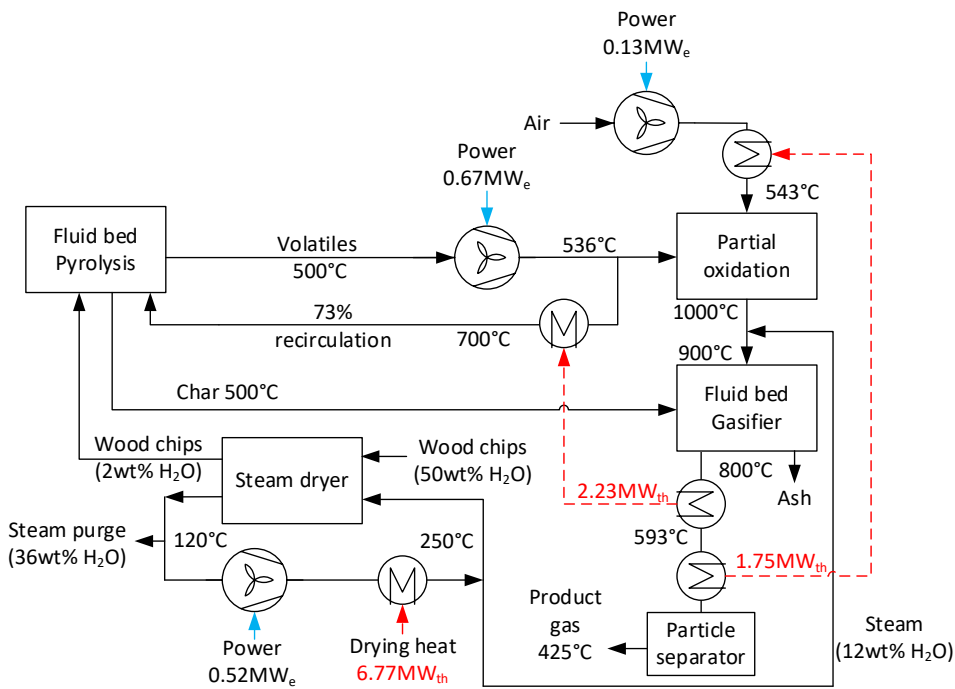 Power
0.13MWe
Air
Power
0.67MWe
543°C
Fluid bed
Pyrolysis
Volatiles
500°C
536°C
Partial
oxidation
73%
recirculation
700°C
1000°C
900°C
Char 500°C
Fluid bed
Gasifier
Wood chips
(2wt% H2O)
Steam dryer
Wood chips
(50wt% H2O)
800°C
Ash
2.23MWth
Steam purge
(36wt% H2O)
120°C
250°C
593°C
1.75MWth
Power
0.52MWe
Drying heat
6.77MWth
Product
gas
425°C
Particle
separator
Steam
(12wt% H2O)